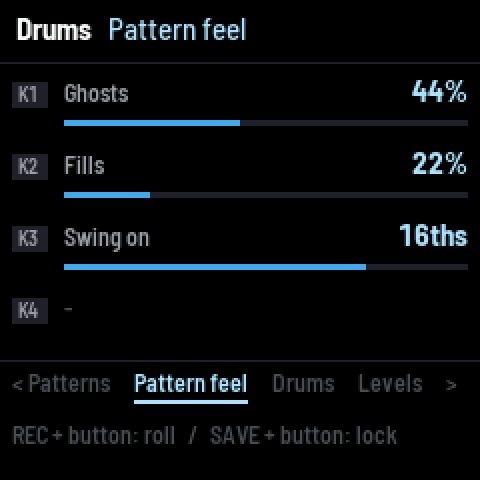 Drums Pattern feel
K1 Ghosts 44%
K2 Fills 22%
K3 Swing on 16ths
K4 -
< Patterns Pattern feel Drums Levels >
REC + button: roll / SAVE + button: lock